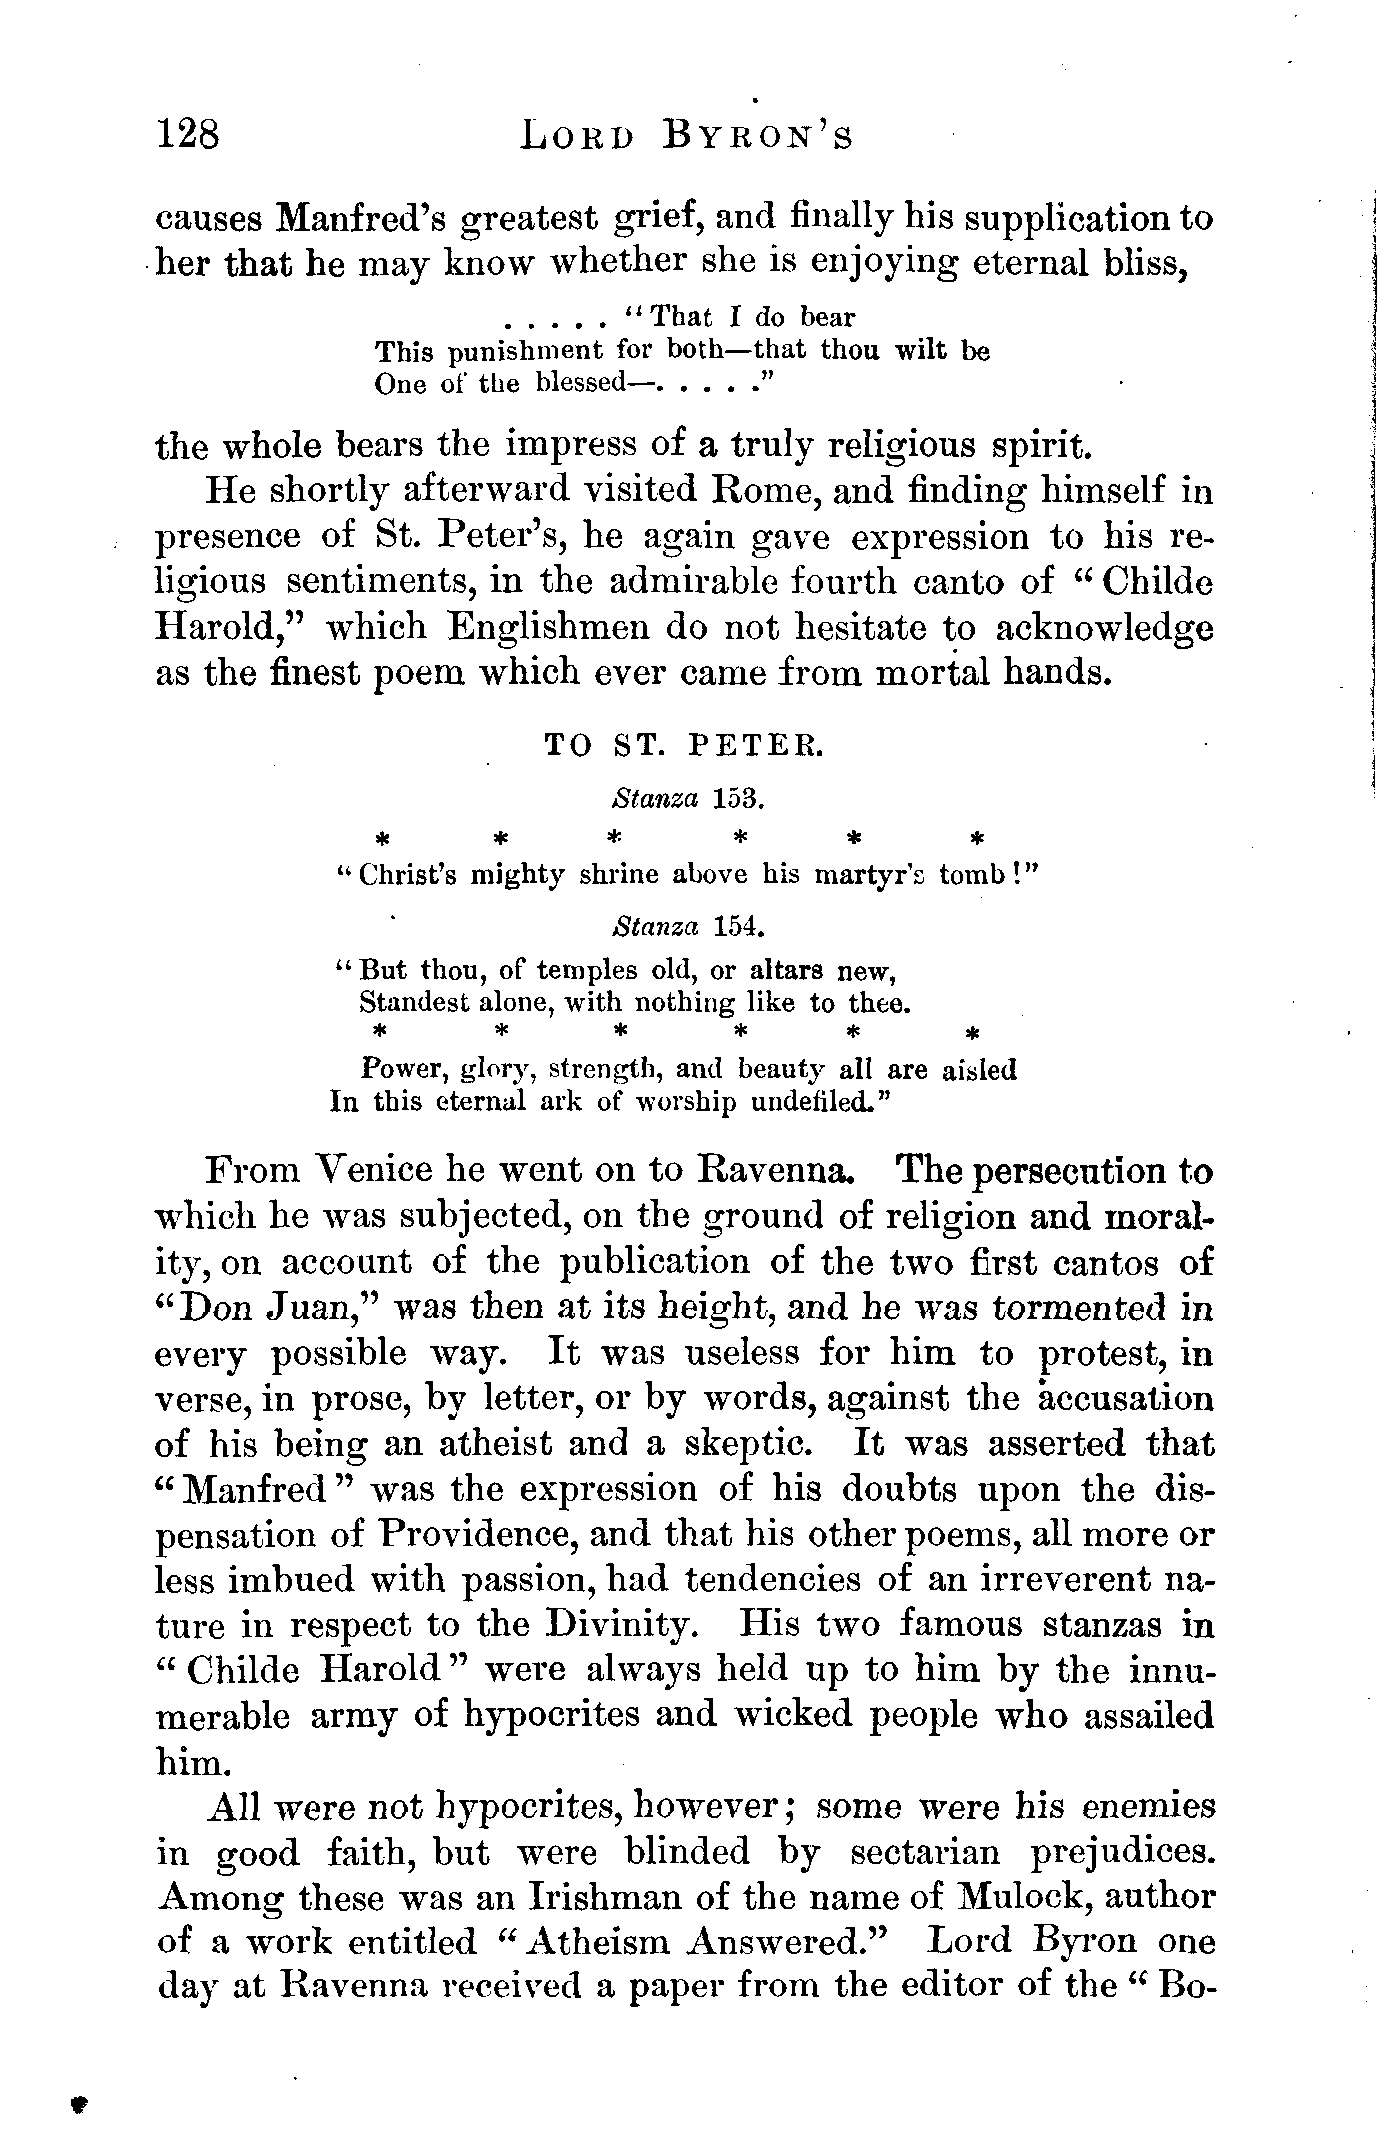 128 LORD BYRON'S
causes Manfred's greatest grief, and finally his supplication to
her that he may know whether she is enjoying eternal bliss,
. . . . . "That I do bear
This punishment for both—that thou wilt be
One of the blessed—. . . . ."
the whole bears the impress of a truly religious spirit.
He shortly afterward visited Rome, and finding himself in
presence of St. Peter's, he again gave expression to his re-
ligious sentiments, in the admirable fourth canto of "Childe
Harold," which Englishmen do not hesitate to acknowledge
as the finest poem which ever came from mortal hands.
TO ST. PETER.
Stanza 153.
* * * * * *
"Christ's mighty shrine above his martyr's tomb!"
Stanza 154.
"But thou, of temples old, or altars new,
Standest alone, with nothing like to thee.
* * * * * *
Power, glory, strength, and beauty all are aisled
In this eternal ark of worship undefiled."
From Venice he went on to Ravenna. The persecution to
which he was subjected, on the ground of religion and moral-
ity, on account of the publication of the two first cantos of
"Don Juan," was then at its height, and he was tormented in
every possible way. It was useless for him to protest, in
verse, in prose, by letter, or by words, against the accusation
of his being an atheist and a skeptic. It was asserted that
"Manfred" was the expression of his doubts upon the dis-
pensation of Providence, and that his other poems, all more or
less imbued with passion, had tendencies of an irreverent na-
ture in respect to the Divinity. His two famous stanzas in
"Childe Harold" were always held up to him by the innu-
merable army of hypocrites and wicked people who assailed
him.
All were not hypocrites, however; some were his enemies
in good faith, but were blinded by sectarian prejudices.
Among these was an Irishman of the name of Mulock, author
of a work entitled "Atheism Answered." Lord Byron one
day at Ravenna received a paper from the editor of the "Bo-